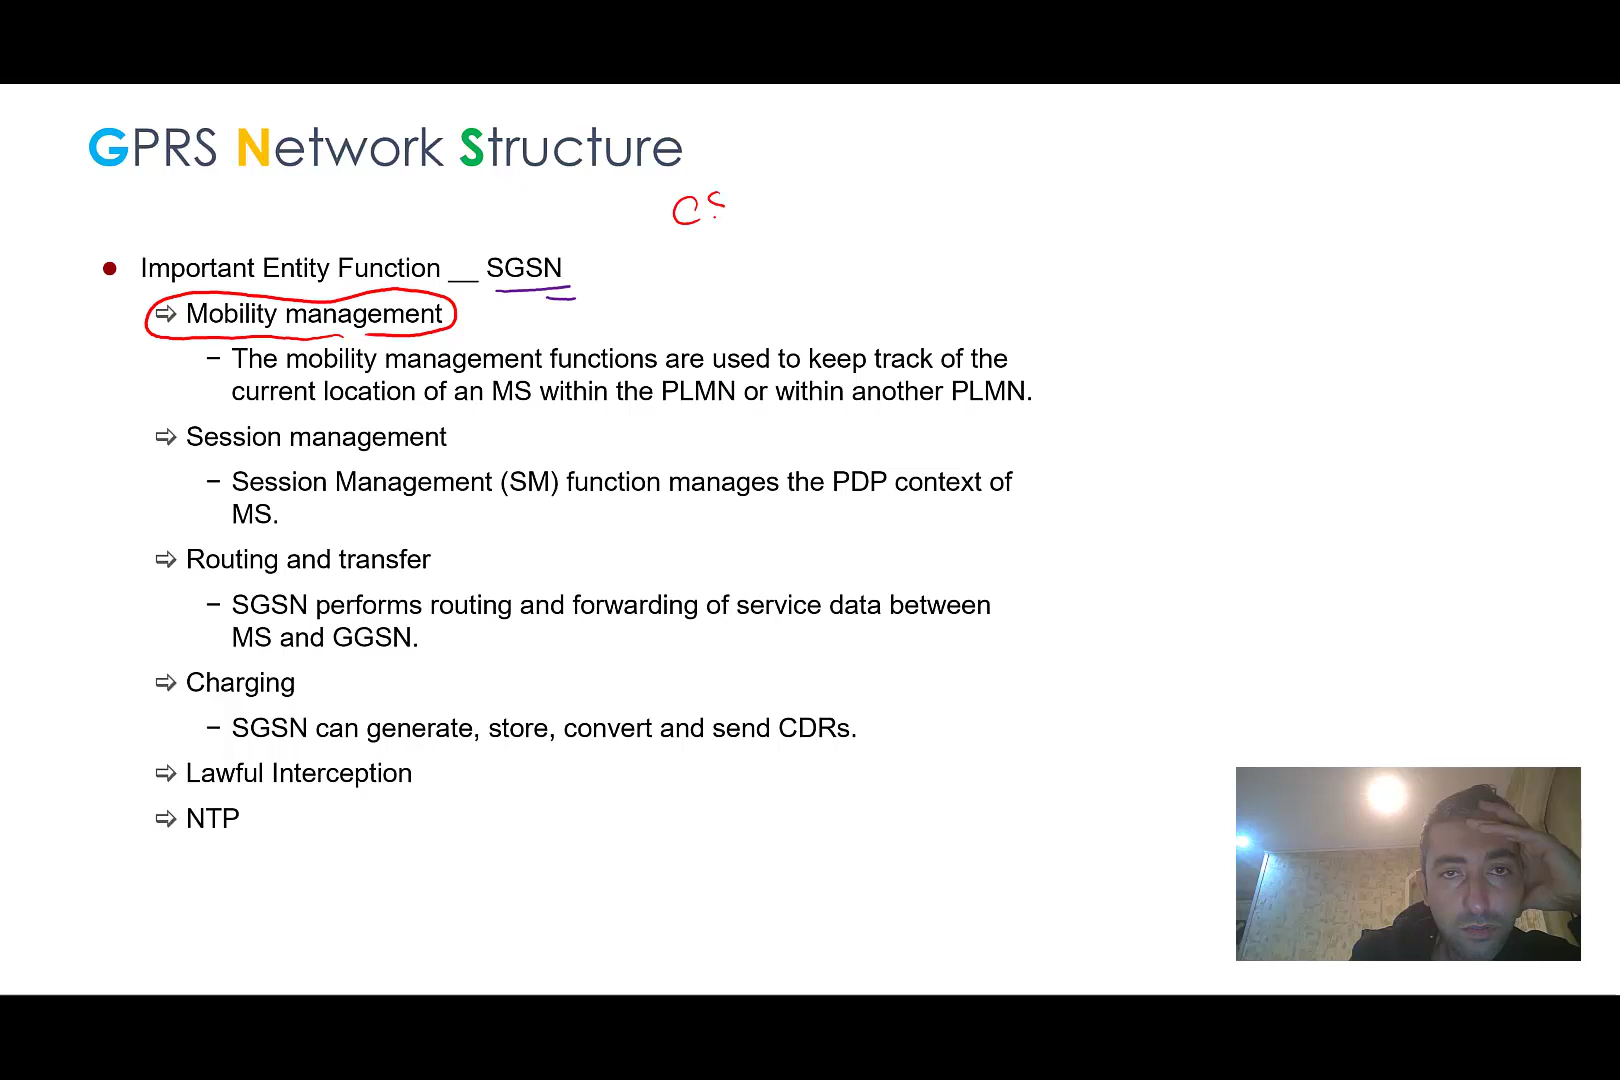 GPRS Network Structure
CS
● Important Entity Function __ SGSN
⇨ Mobility management
− The mobility management functions are used to keep track of the
current location of an MS within the PLMN or within another PLMN.
⇨ Session management
− Session Management (SM) function manages the PDP context of
MS.
⇨ Routing and transfer
− SGSN performs routing and forwarding of service data between
MS and GGSN.
⇨ Charging
− SGSN can generate, store, convert and send CDRs.
⇨ Lawful Interception
⇨ NTP